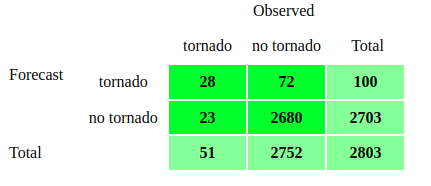 Observed
tornado no tornado Total
Forecast tornado 28 72 100
no tornado 23 2680 2703
Total 51 2752 2803